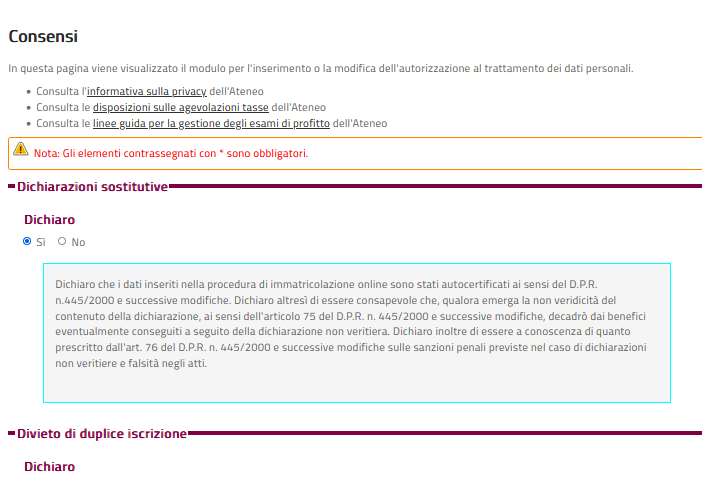 Consensi
In questa pagina viene visualizzato il modulo per l'inserimento o la modifica dell'autorizzazione al trattamento dei dati personali.
Consulta l'informativa sulla privacy dell'Ateneo
Consulta le disposizioni sulle agevolazioni tasse dell'Ateneo
Consulta le linee guida per la gestione degli esami di profitto dell'Ateneo
Nota: Gli elementi contrassegnati con * sono obbligatori.
Dichiarazioni sostitutive
Dichiaro
Sì No
Dichiaro che i dati inseriti nella procedura di immatricolazione online sono stati autocertificati ai sensi del D.P.R.
n.445/2000 e successive modifiche. Dichiaro altresì di essere consapevole che, qualora emerga la non veridicità del
contenuto della dichiarazione, ai sensi dell'articolo 75 del D.P.R. n. 445/2000 e successive modifiche, decadrò dai benefici
eventualmente conseguiti a seguito della dichiarazione non veritiera. Dichiaro inoltre di essere a conoscenza di quanto
prescritto dall'art. 76 del D.P.R. n. 445/2000 e successive modifiche sulle sanzioni penali previste nel caso di dichiarazioni
non veritiere e falsità negli atti.
Divieto di duplice iscrizione
Dichiaro